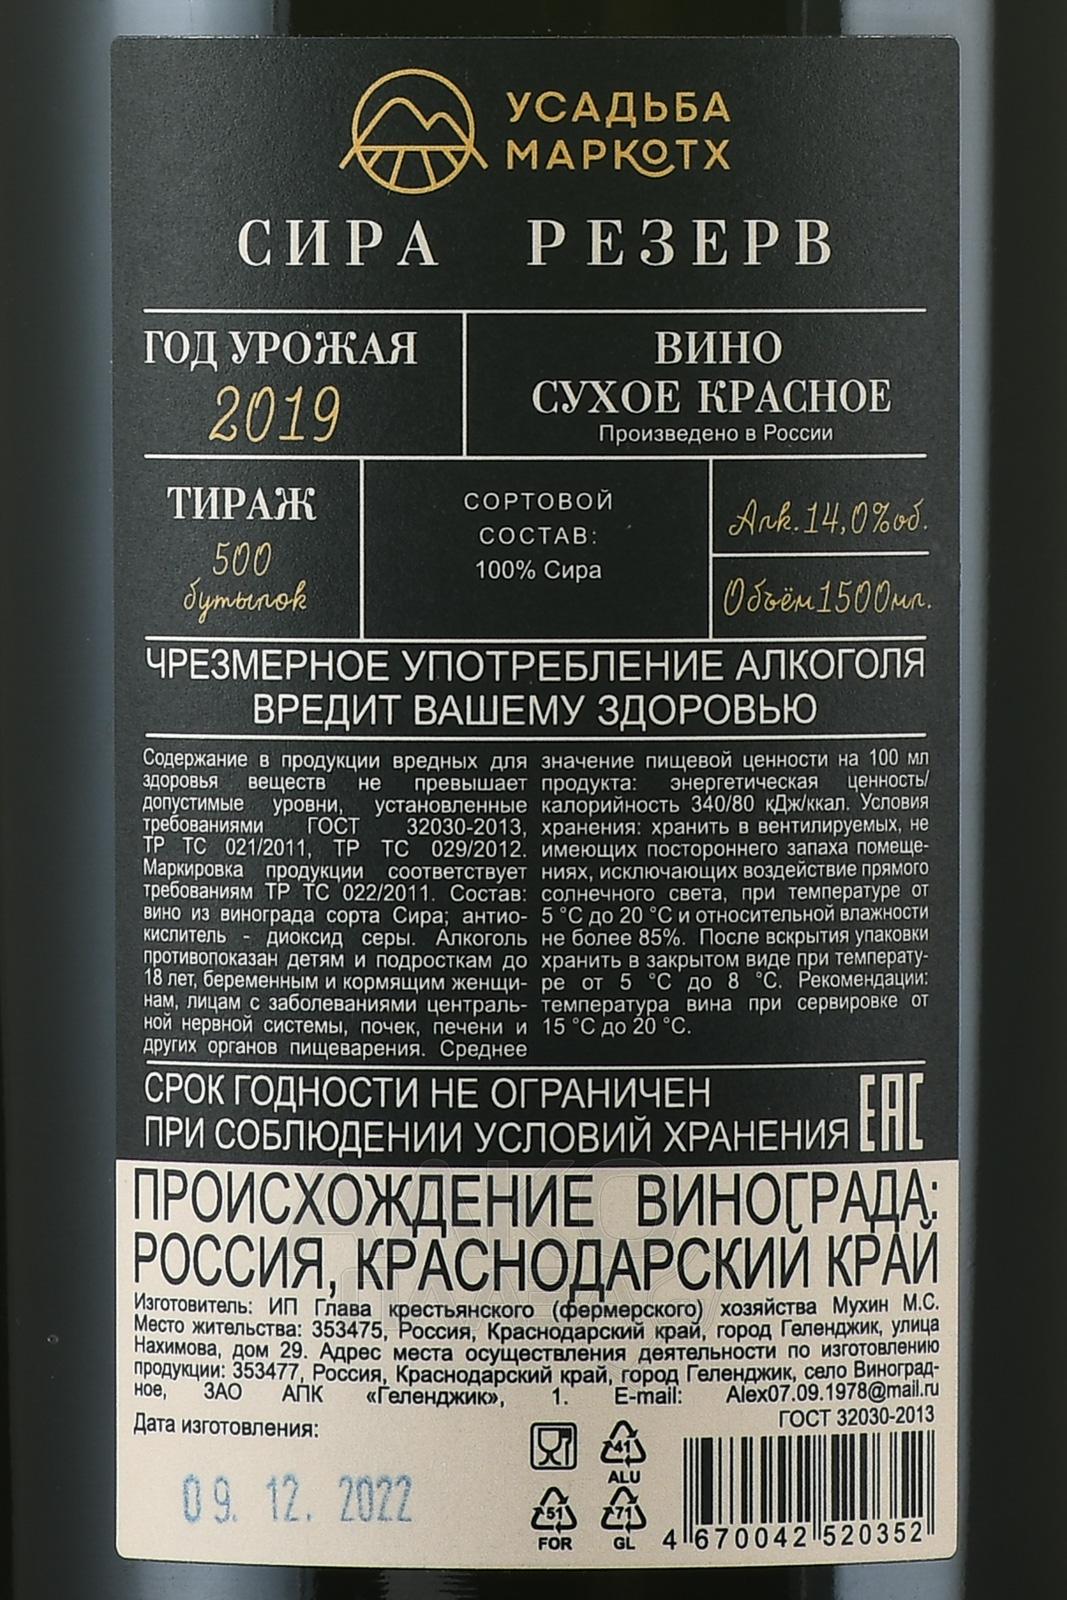 УСАДЬБА
МАРКОТХ
СИРА РЕЗЕРВ
ГОД УРОЖАЯ
2019
ВИНО
СУХОЕ КРАСНОЕ
Произведено в России
ТИРАЖ
500
бутылок
СОРТОВОЙ
СОСТАВ:
100% Сира
Алк. 14,0% об.
Объём 1500 мл.
ЧРЕЗМЕРНОЕ УПОТРЕБЛЕНИЕ АЛКОГОЛЯ
ВРЕДИТ ВАШЕМУ ЗДОРОВЬЮ
Содержание в продукции вредных для
здоровья веществ не превышает
допустимые уровни, установленные
требованиями ГОСТ 32030-2013,
ТР ТС 021/2011, ТР ТС 029/2012.
Маркировка продукции соответствует
требованиям ТР ТС 022/2011. Состав:
вино из винограда сорта Сира; антио-
кислитель - диоксид серы. Алкоголь
противопоказан детям и подросткам до
18 лет, беременным и кормящим женщи-
нам, лицам с заболеваниями централь-
ной нервной системы, почек, печени и
других органов пищеварения. Среднее
значение пищевой ценности на 100 мл
продукта: энергетическая ценность/
калорийность 340/80 кДж/ккал. Условия
хранения: хранить в вентилируемых, не
имеющих постороннего запаха помеще-
ниях, исключающих воздействие прямого
солнечного света, при температуре от
5 °С до 20 °С и относительной влажности
не более 85%. После вскрытия упаковки
хранить в закрытом виде при температу-
ре от 5 °С до 8 °С. Рекомендации:
температура вина при сервировке от
15 °С до 20 °С.
СРОК ГОДНОСТИ НЕ ОГРАНИЧЕН
ПРИ СОБЛЮДЕНИИ УСЛОВИЙ ХРАНЕНИЯ
EAC
ПРОИСХОЖДЕНИЕ ВИНОГРАДА:
РОССИЯ, КРАСНОДАРСКИЙ КРАЙ
Изготовитель: ИП Глава крестьянского (фермерского) хозяйства Мухин М.С.
Место жительства: 353475, Россия, Краснодарский край, город Геленджик, улица
Нахимова, дом 29. Адрес места осуществления деятельности по изготовлению
продукции: 353477, Россия, Краснодарский край, город Геленджик, село Виноград-
ное, ЗАО АПК «Геленджик», 1. E-mail: Alex07.09.1978@mail.ru
ГОСТ 32030-2013
Дата изготовления:
09. 12. 2022
41
ALU
51
FOR
71
GL
4 670042 520352